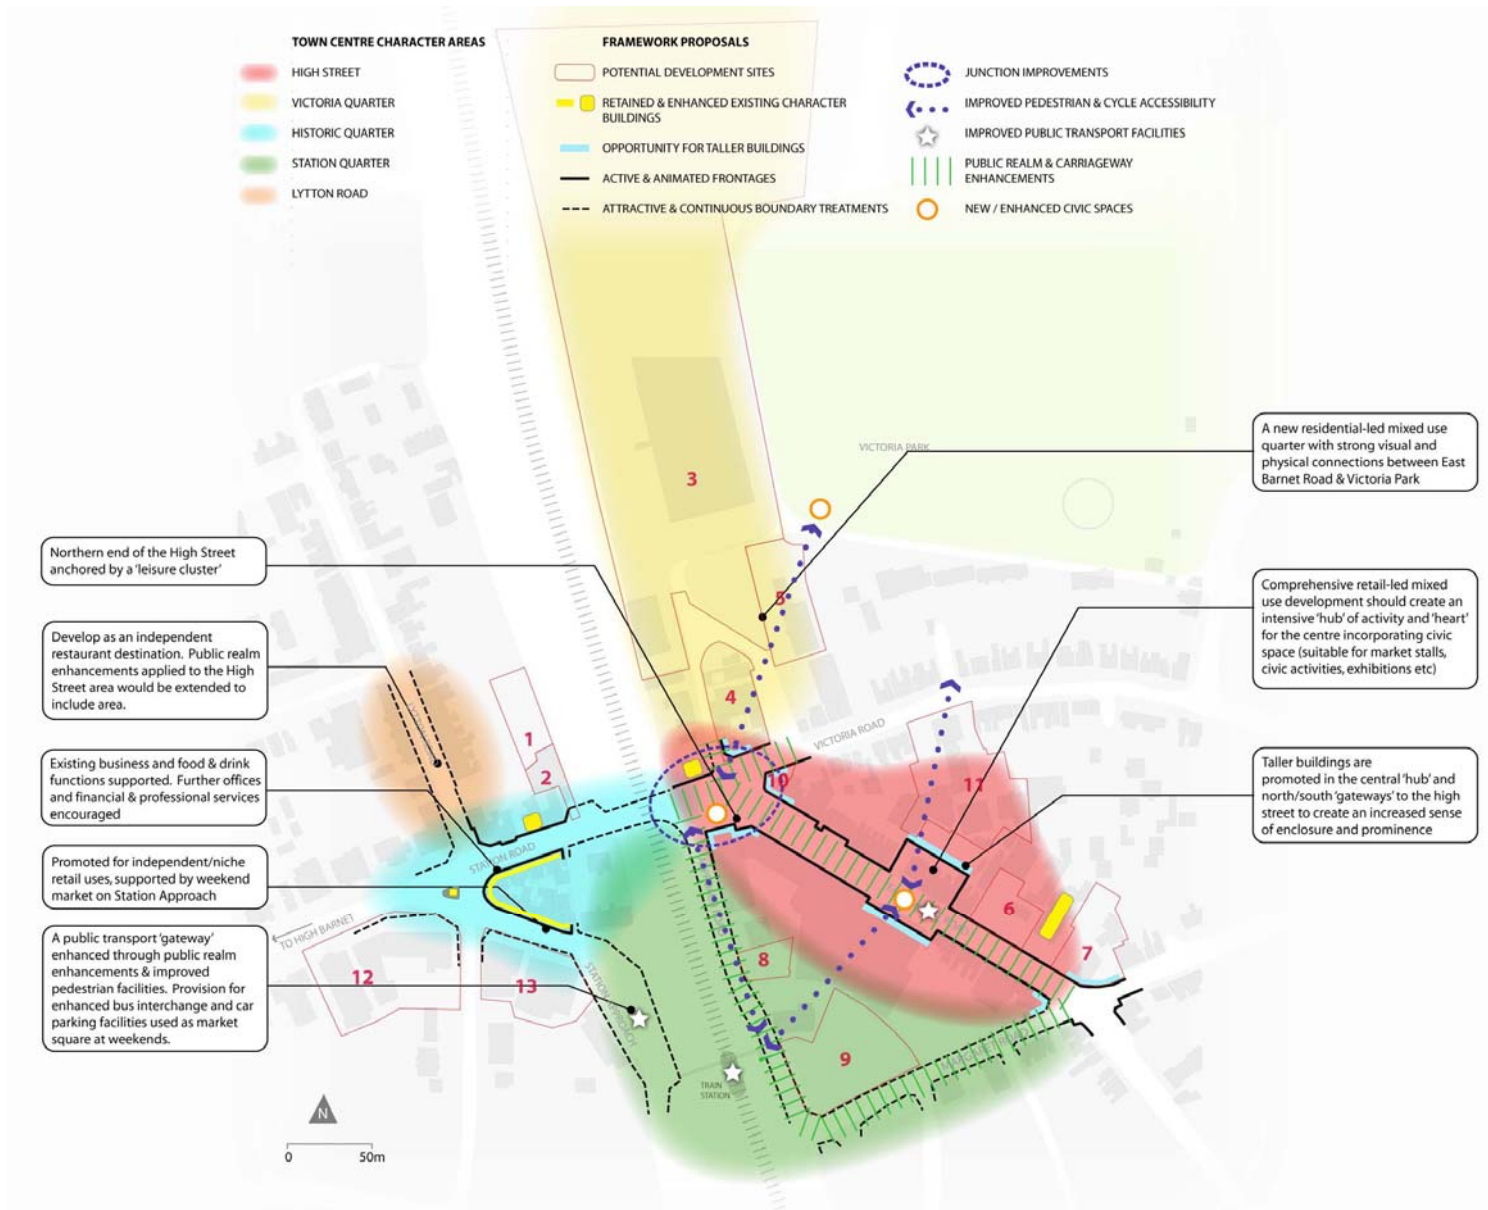 TOWN CENTRE CHARACTER AREAS
HIGH STREET
VICTORIA QUARTER
HISTORIC QUARTER
STATION QUARTER
LYTTON ROAD
FRAMEWORK PROPOSALS
POTENTIAL DEVELOPMENT SITES
RETAINED & ENHANCED EXISTING CHARACTER
BUILDINGS
OPPORTUNITY FOR TALLER BUILDINGS
ACTIVE & ANIMATED FRONTAGES
ATTRACTIVE & CONTINUOUS BOUNDARY TREATMENTS
JUNCTION IMPROVEMENTS
IMPROVED PEDESTRIAN & CYCLE ACCESSIBILITY
IMPROVED PUBLIC TRANSPORT FACILITIES
PUBLIC REALM & CARRIAGEWAY
ENHANCEMENTS
NEW / ENHANCED CIVIC SPACES
Northern end of the High Street
anchored by a 'leisure cluster'
Develop as an independent
restaurant destination. Public realm
enhancements applied to the High
Street area would be extended to
include area.
Existing business and food & drink
functions supported. Further offices
and financial & professional services
encouraged
Promoted for independent/niche
retail uses, supported by weekend
market on Station Approach
A public transport 'gateway'
enhanced through public realm
enhancements & improved
pedestrian facilities. Provision for
enhanced bus interchange and car
parking facilities used as market
square at weekends.
A new residential-led mixed use
quarter with strong visual and
physical connections between East
Barnet Road & Victoria Park
Comprehensive retail-led mixed
use development should create an
intensive 'hub' of activity and 'heart'
for the centre incorporating civic
space (suitable for market stalls,
civic activities, exhibitions etc)
Taller buildings are
promoted in the central 'hub' and
north/south 'gateways' to the high
street to create an increased sense
of enclosure and prominence
VICTORIA PARK
3
5
4
VICTORIA ROAD
1
2
10
11
STATION ROAD
6
7
TO HIGH BARNET
12
13
8
9
STATION APPROACH
MARGARET ROAD
TRAIN
STATION
N
0
50m